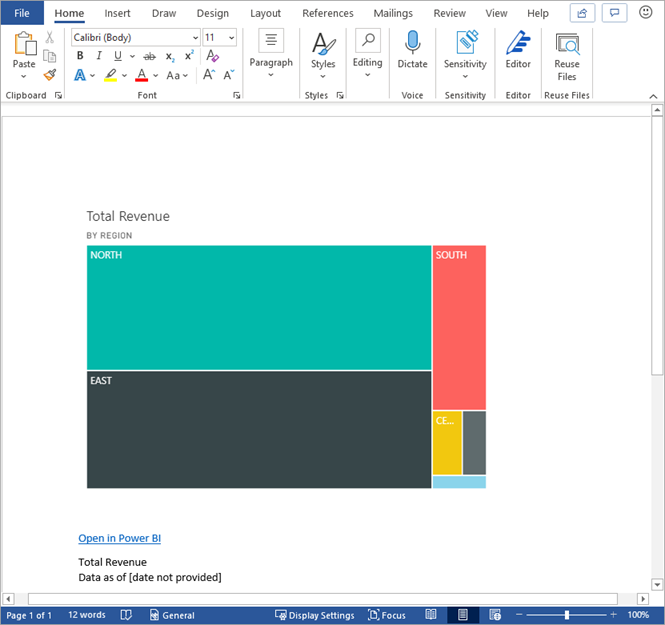 File Home Insert Draw Design Layout References Mailings Review View Help
Calibri (Body) 11
B I U ab x₂ x²
A A Aa A A
Paste Paragraph Styles Editing Dictate Sensitivity Editor Reuse Files
Clipboard Font Styles Voice Sensitivity Editor Reuse Files
Total Revenue
BY REGION
NORTH SOUTH
EAST CE...
Open in Power BI
Total Revenue
Data as of [date not provided]
Page 1 of 1 12 words General Display Settings Focus 100%